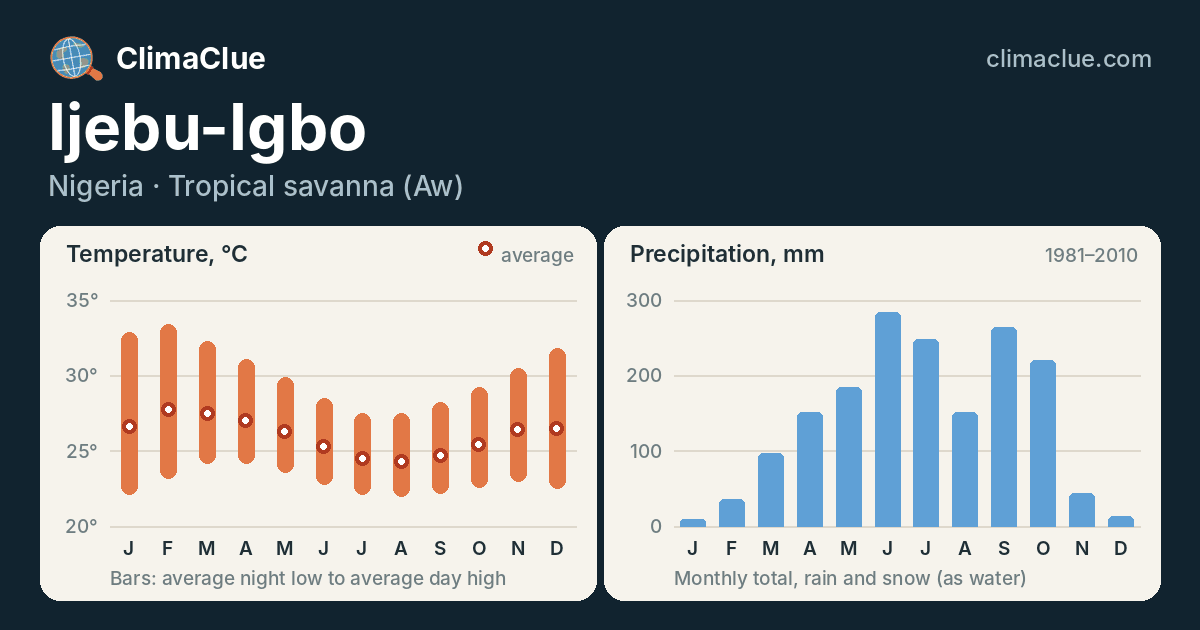 ClimaClue
climaclue.com
Ijebu-Igbo
Nigeria · Tropical savanna (Aw)
Temperature, °C
average
35°
30°
25°
20°
J F M A M J J A S O N D
Bars: average night low to average day high
Precipitation, mm
1981–2010
300
200
100
0
J F M A M J J A S O N D
Monthly total, rain and snow (as water)